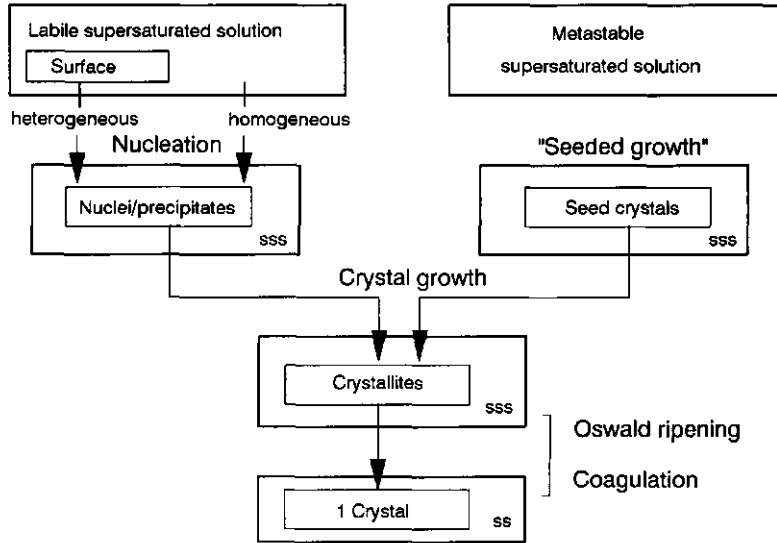 Labile supersaturated solution
Surface
Metastable
supersaturated solution
heterogeneous
homogeneous
Nucleation
"Seeded growth"
Nuclei/precipitates
sss
Seed crystals
sss
Crystal growth
Crystallites
sss
Oswald ripening
Coagulation
1 Crystal
ss